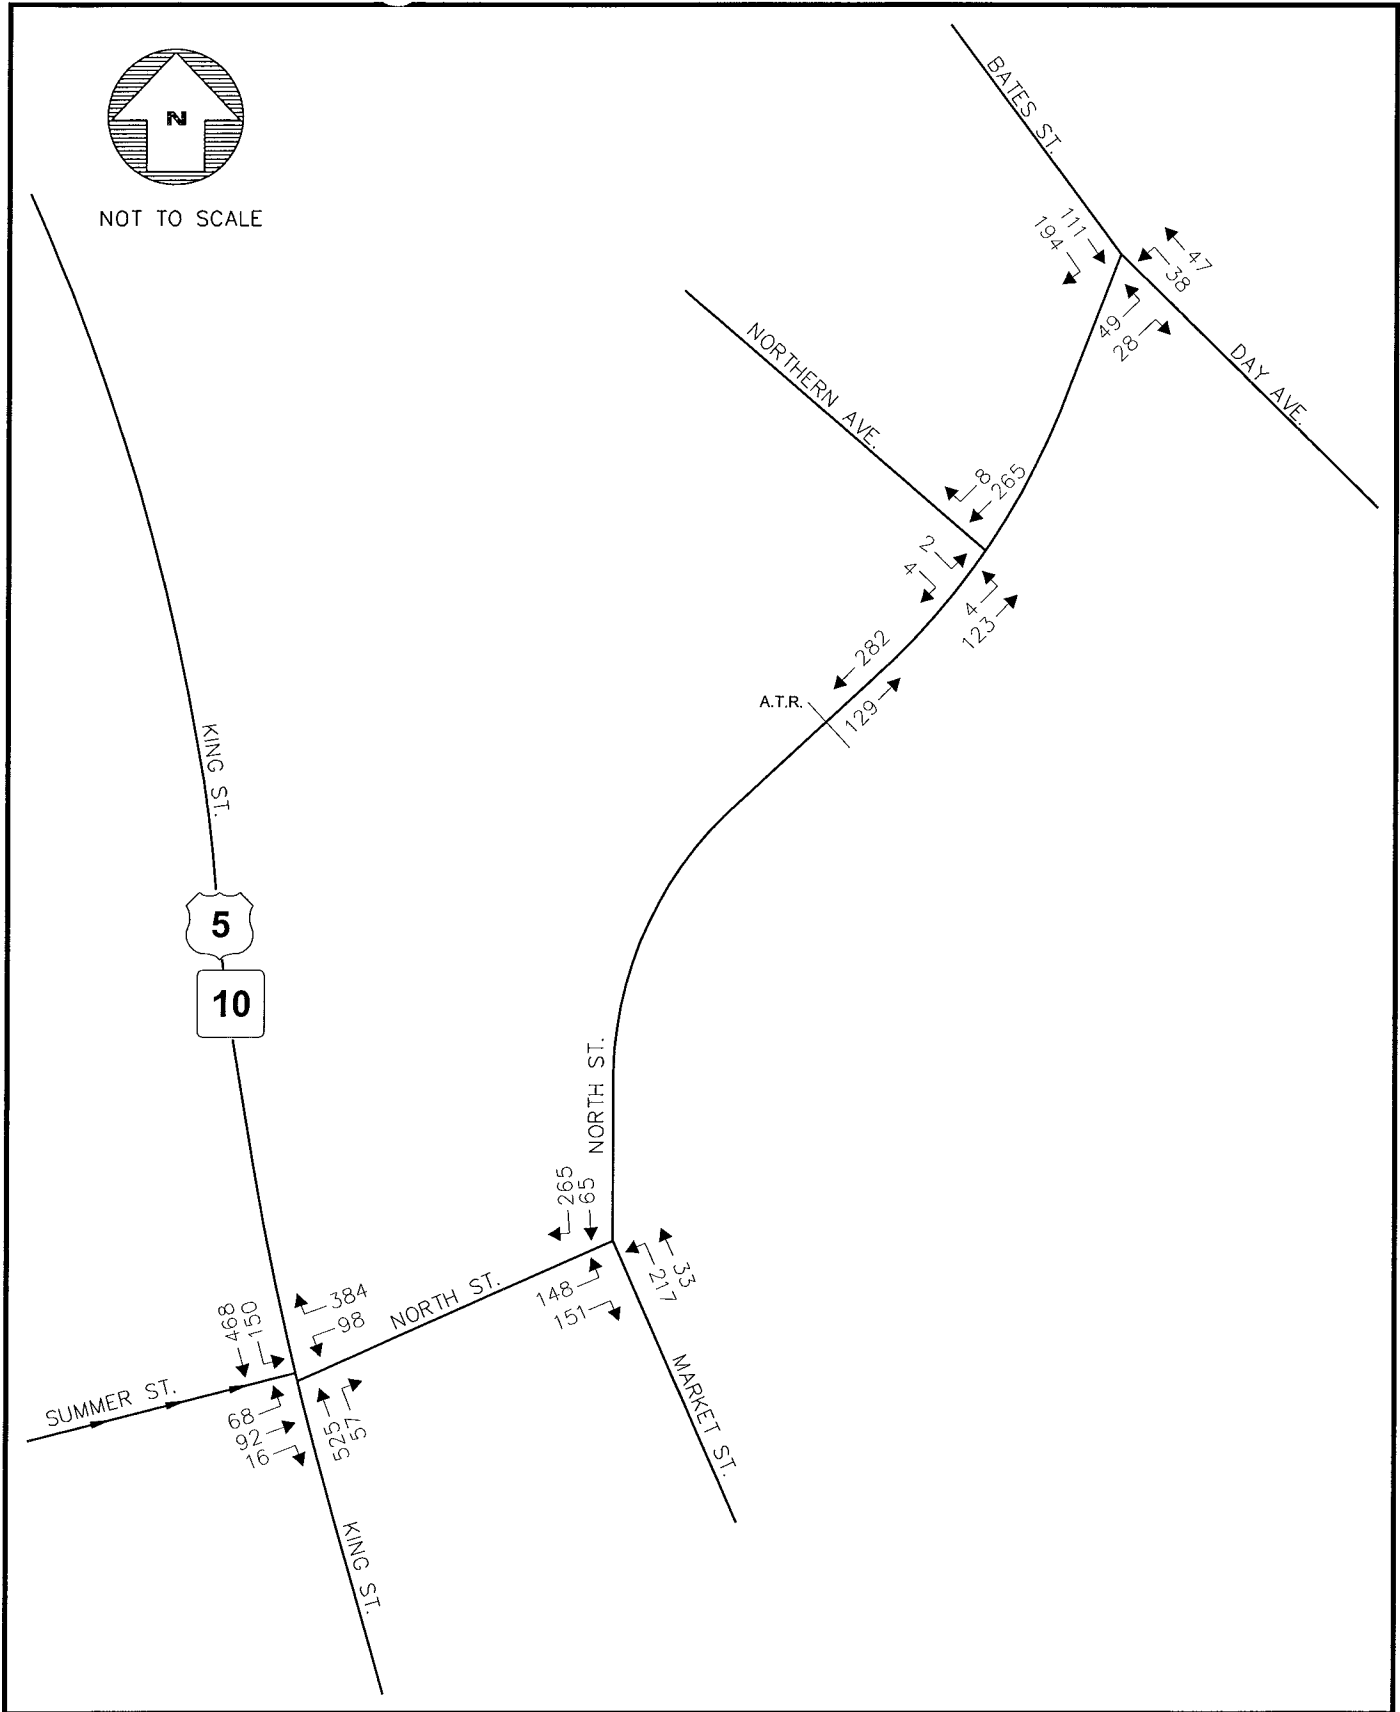 N
NOT TO SCALE
BATES ST.
111
194
47
38
49
28
DAY AVE.
NORTHERN AVE.
8
265
2
4
4
123
282
A.T.R.
129
KING ST.
5
10
NORTH ST.
265
65
33
217
148
151
NORTH ST.
MARKET ST.
468
150
384
98
SUMMER ST.
68
92
16
525
57
KING ST.